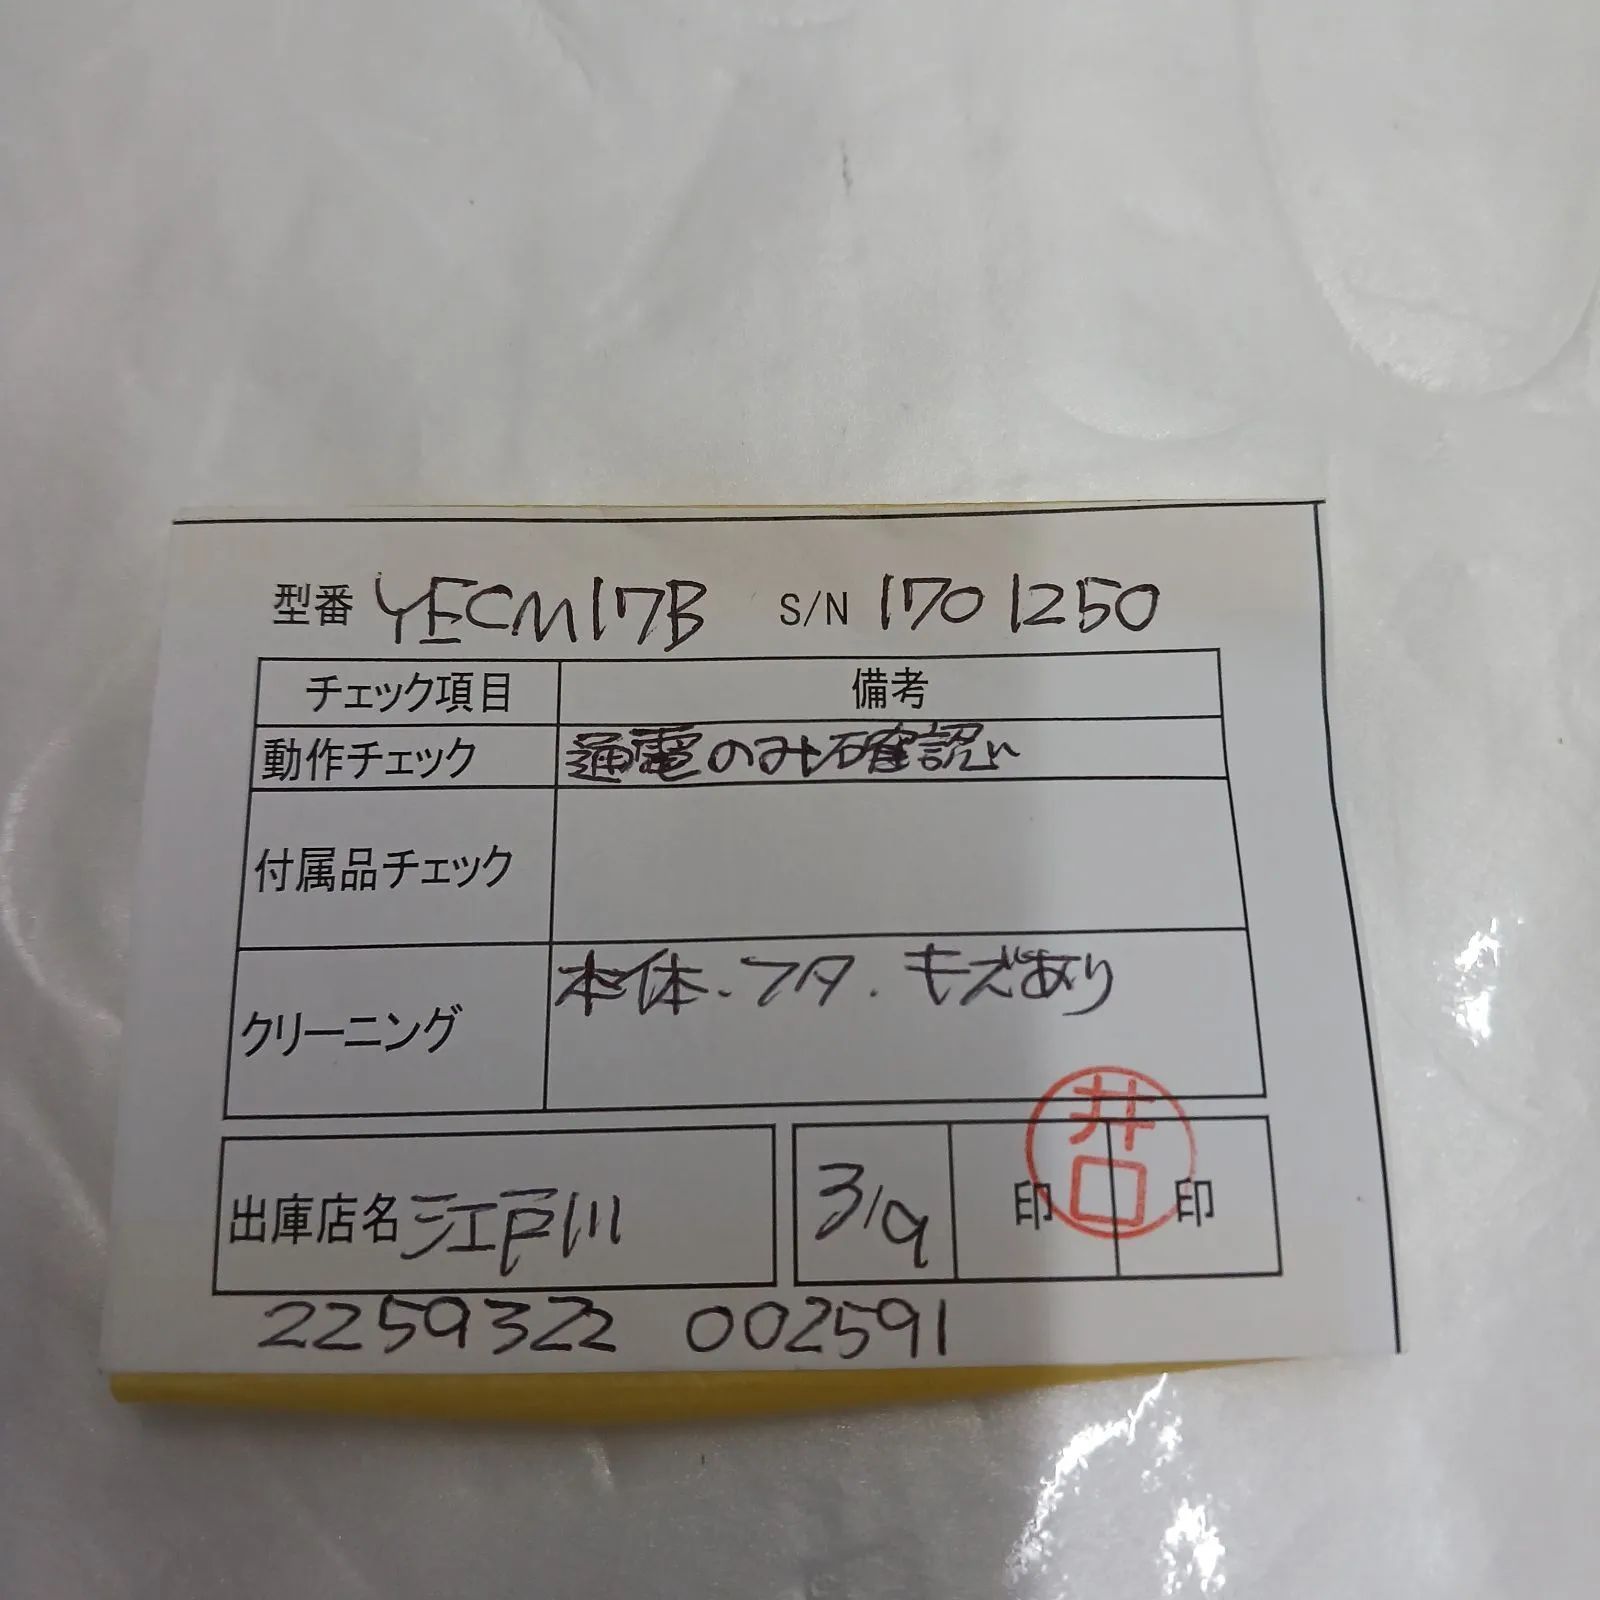 型番 YECM17B S/N 1701250
チェック項目 備考
動作チェック 通電のみ確認
付属品チェック
クリーニング 本体.フタ.キズあり
出庫店名 江戸川 3/9 印 井口 印
2259322 002591